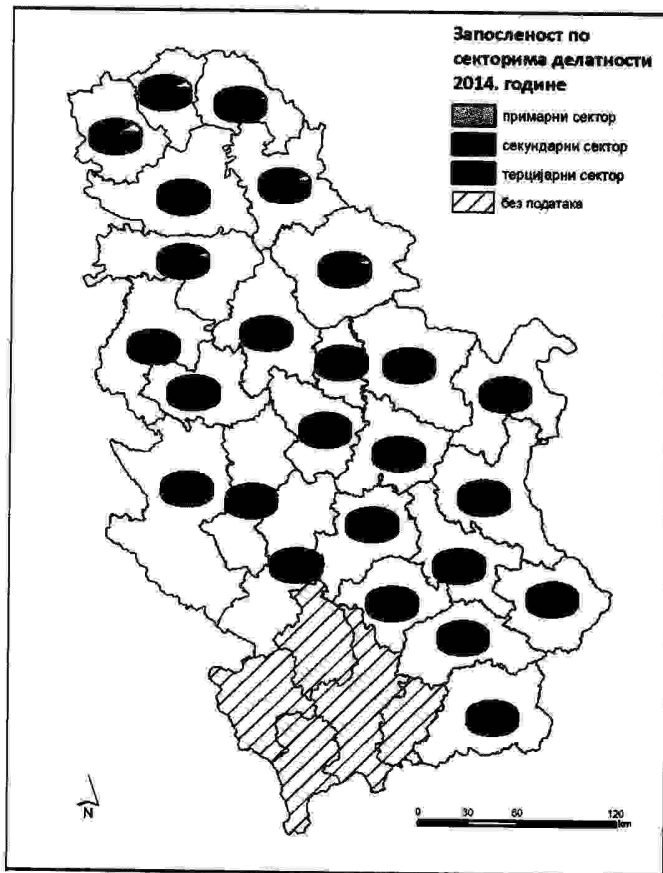 Запосленост по
секторима делатности
2014. године
примарни сектор
секундарни сектор
терцијарни сектор
без података
N
0 30 60 120
km